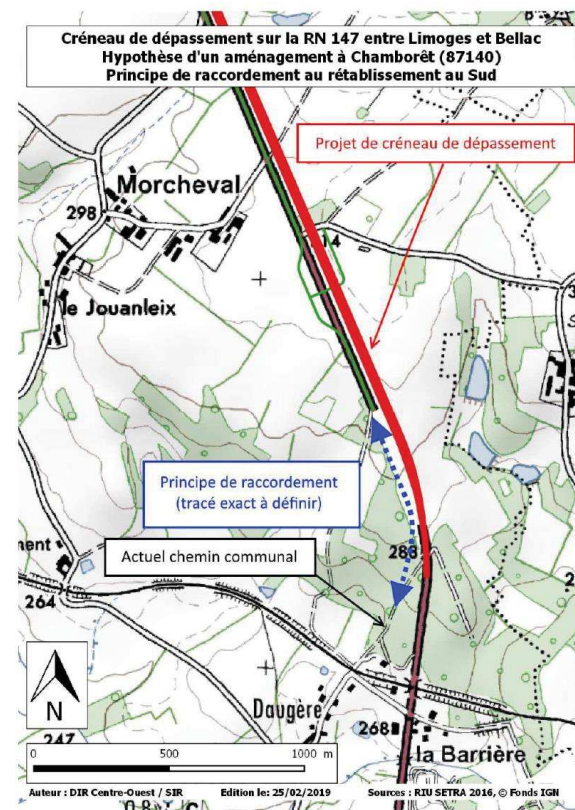 Créneau de dépassement sur la RN 147 entre Limoges et Bellac
Hypothèse d'un aménagement à Chamborêt (87140)
Principe de raccordement au rétablissement au Sud
Projet de créneau de dépassement
Morcheval
298
14
le Jouanleix
Principe de raccordement
(tracé exact à définir)
Actuel chemin communal
283
264
N
Daugère
268
247
la Barrière
0 500 1000 m
Auteur : DIR Centre-Ouest / SIR Edition le: 25/02/2019 Sources : RIU SETRA 2016, © Fonds IGN